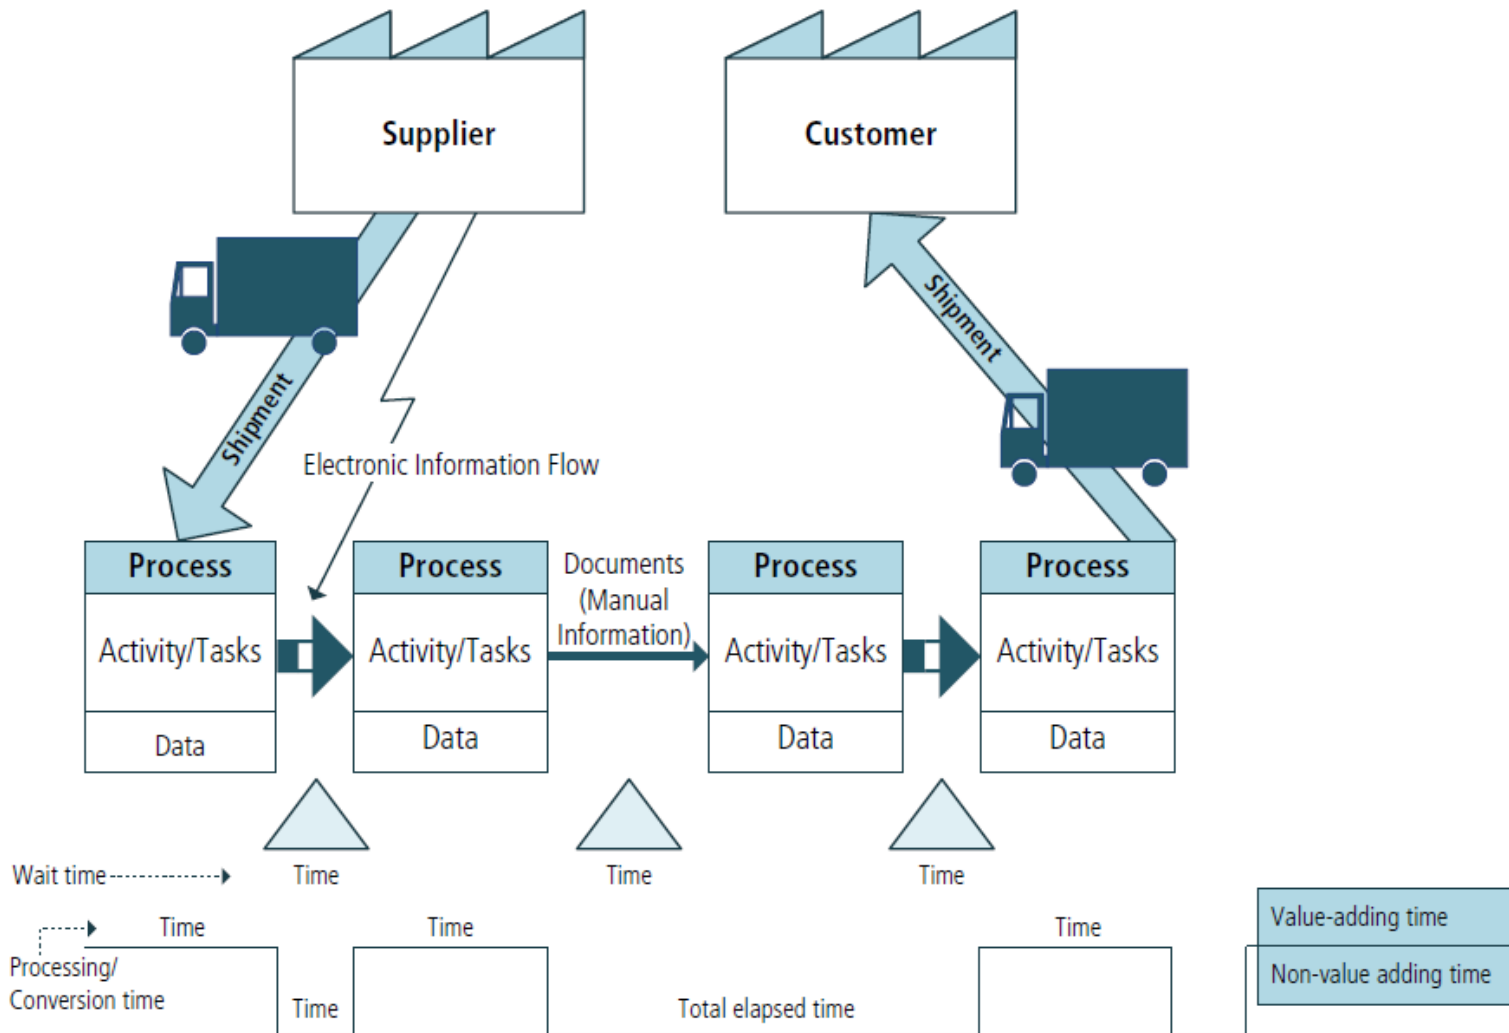 Supplier
Customer
Shipment
Shipment
Electronic Information Flow
Process
Process
Documents
(Manual
Information)
Process
Process
Activity/Tasks
Activity/Tasks
Activity/Tasks
Activity/Tasks
Data
Data
Data
Data
Wait time
Time
Time
Time
Time
Time
Time
Processing/
Conversion time
Time
Total elapsed time
Value-adding time
Non-value adding time